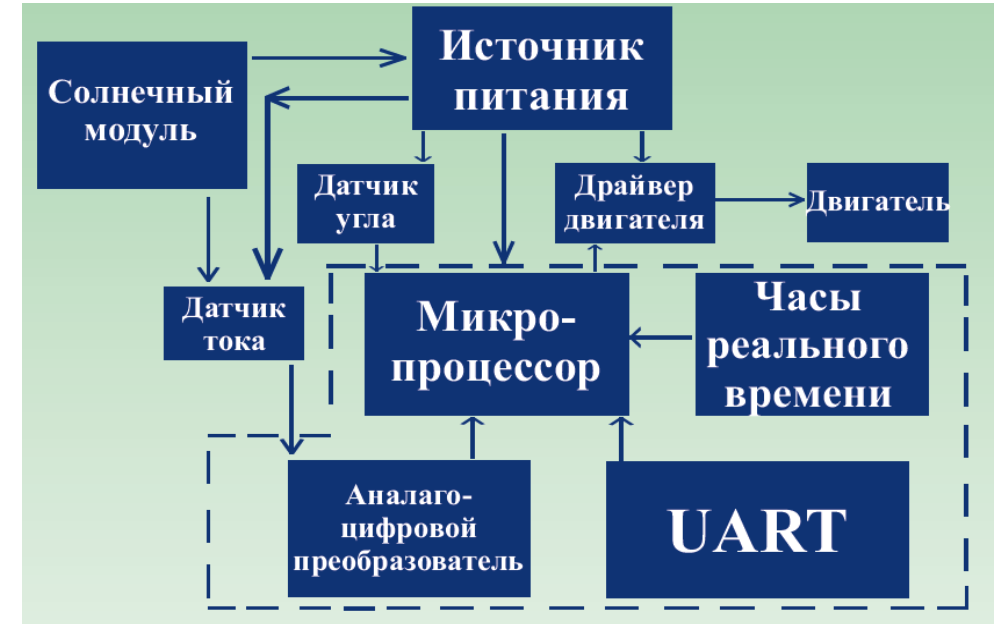 Источник
питания
Солнечный
модуль
Датчик
угла
Драйвер
двигателя
Двигатель
Датчик
тока
Микро-
процессор
Часы
реального
времени
Аналаго-
цифровой
преобразователь
UART